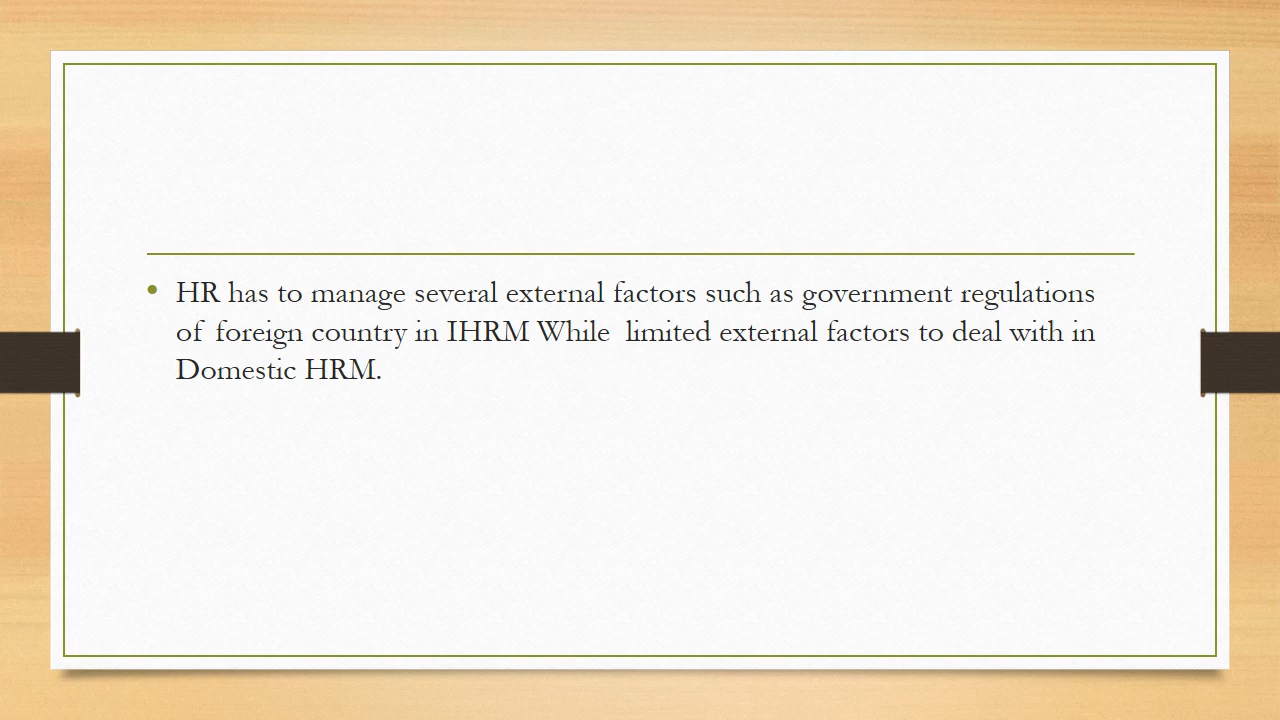 • HR has to manage several external factors such as government regulations
of foreign country in IHRM While  limited external factors to deal with in
Domestic HRM.